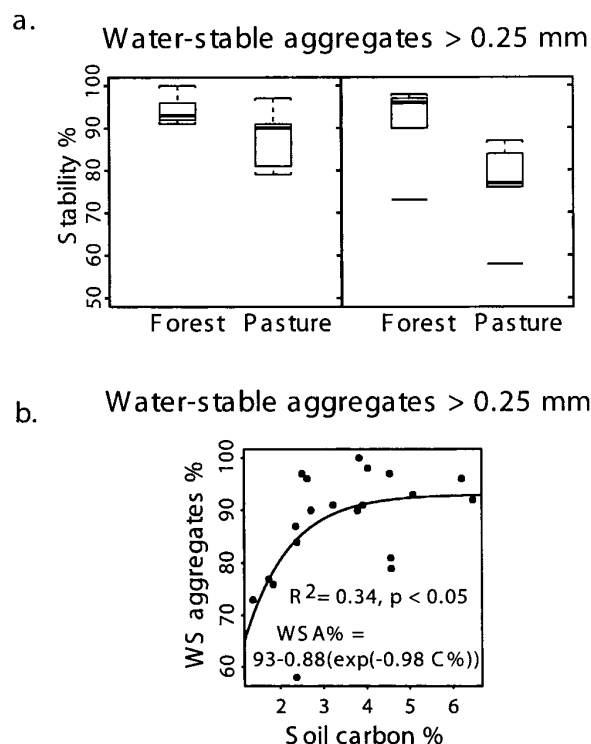 a.
Water-stable aggregates > 0.25 mm
Stability %
100
90
80
70
60
50
Forest Pasture Forest Pasture
b.
Water-stable aggregates > 0.25 mm
WS aggregates %
100
90
80
70
60
R2= 0.34, p < 0.05
WSA% =
93-0.88(exp(-0.98 C%))
2 3 4 5 6
Soil carbon %